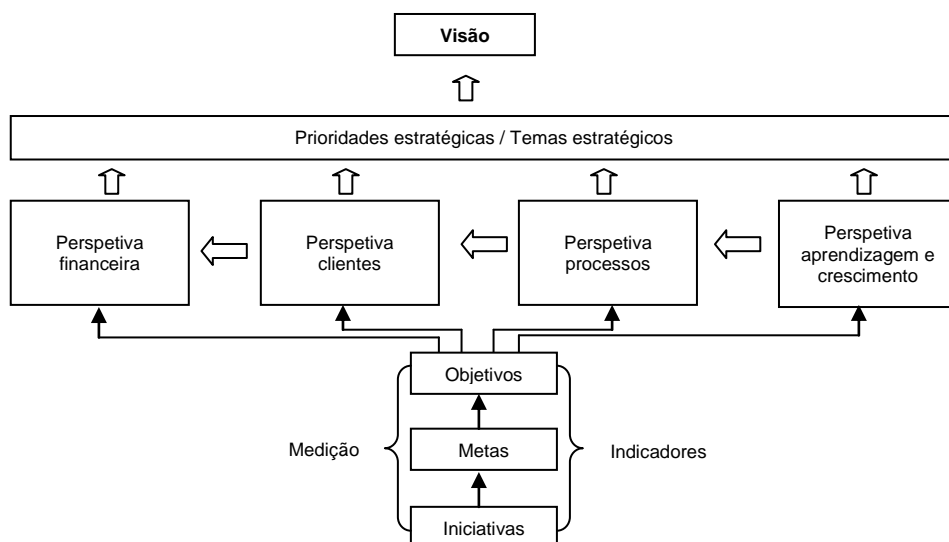 Visão
Prioridades estratégicas / Temas estratégicos
Perspetiva
financeira
Perspetiva
clientes
Perspetiva
processos
Perspetiva
aprendizagem e
crescimento
Objetivos
Medição
Metas
Indicadores
Iniciativas